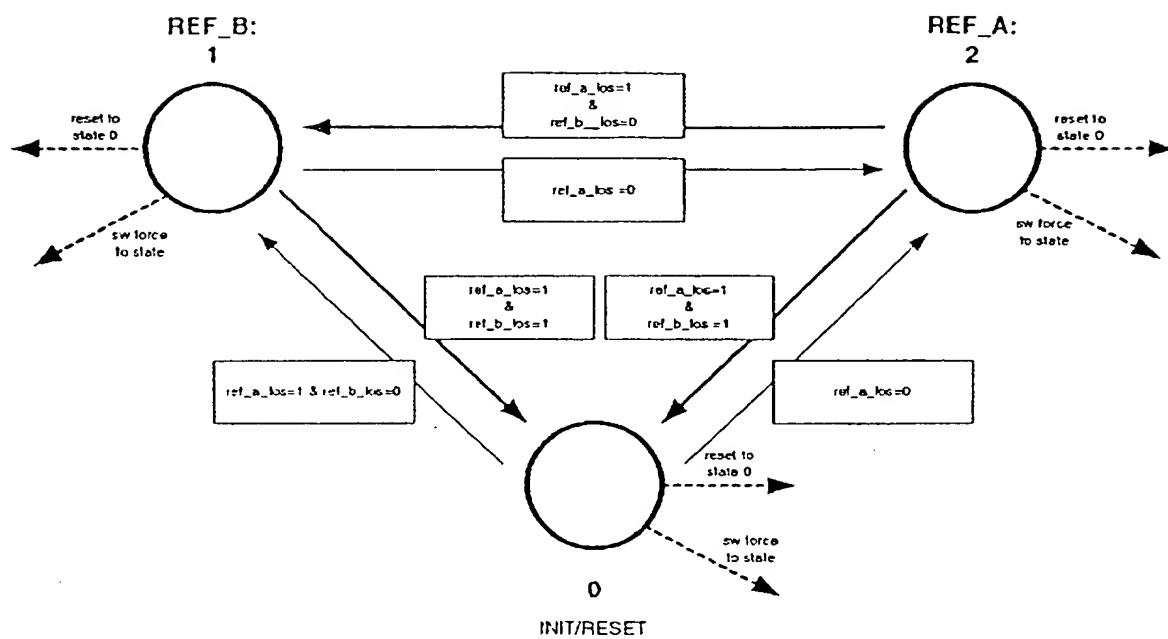 REF_B:
1
REF_A:
2
ref_a_los=1
&
ref_b_los=0
reset to
state 0
reset to
state 0
ref_a_los=0
sw force
to state
sw force
to state
ref_a_los=1
&
ref_b_los=1
ref_a_los=1
&
ref_b_los=1
ref_a_los=1 & ref_b_los=0
ref_a_los=0
reset to
state 0
sw force
to state
0
INIT/RESET